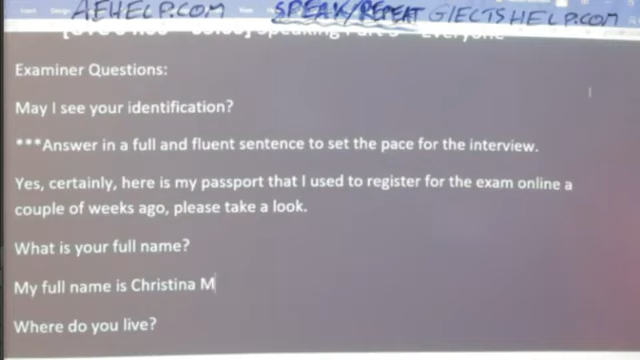 AEHELP.COM SPEAK/REPEAT GIELTSHELP.COM
Speaking Everyone
Examiner Questions:
May I see your identification?
***Answer in a full and fluent sentence to set the pace for the interview.
Yes, certainly, here is my passport that I used to register for the exam online a
couple of weeks ago, please take a look.
What is your full name?
My full name is Christina M
Where do you live?